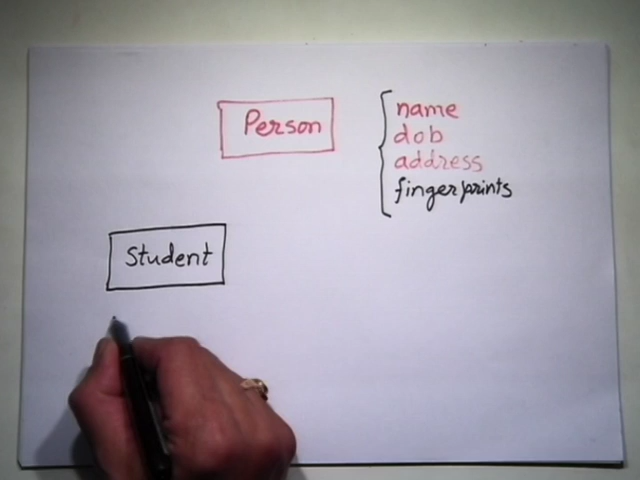 Person
name
dob
address
fingerprints
Student